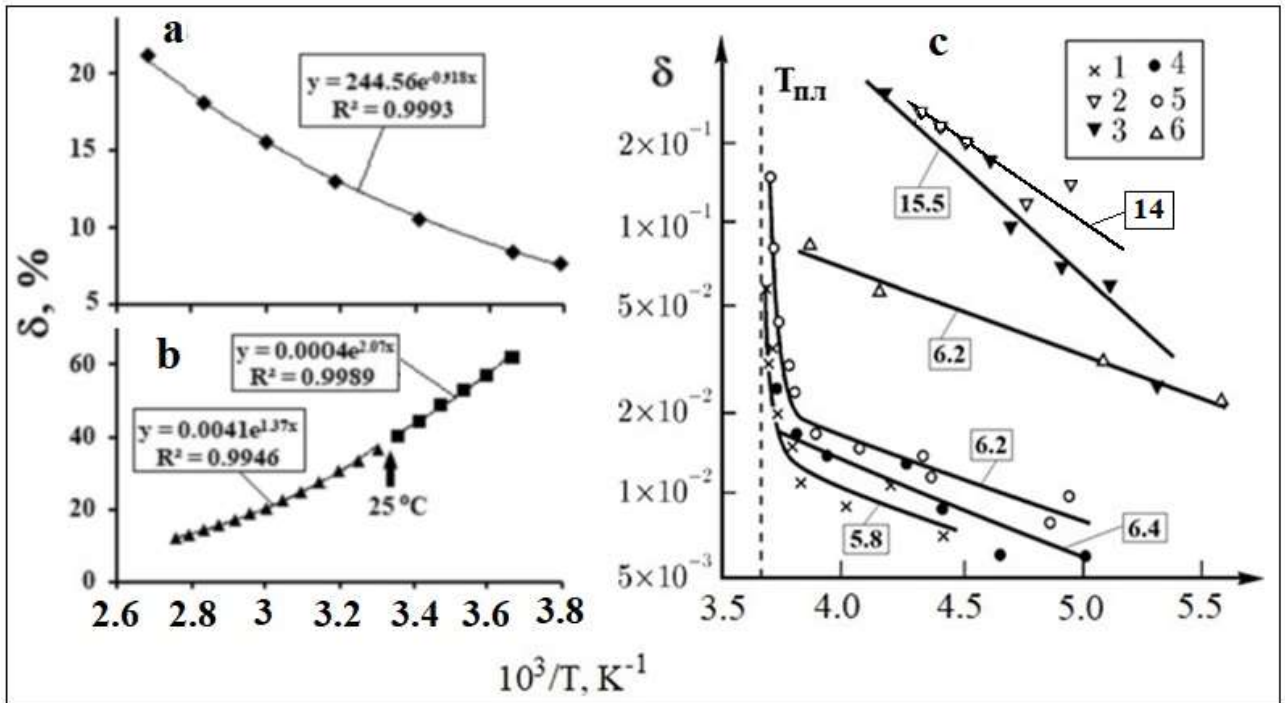 a
y = 244.56e^-0.918x
R² = 0.9993
20
15
10
5
δ, %
b
y = 0.0004e^2.07x
R² = 0.9989
y = 0.0041e^1.37x
R² = 0.9946
60
40
20
0
25 °C
2.6 2.8 3 3.2 3.4 3.6 3.8
c
δ
Tпл
× 1 ● 4
▽ 2 ○ 5
▼ 3 △ 6
2×10⁻¹
1×10⁻¹
5×10⁻²
2×10⁻²
1×10⁻²
5×10⁻³
15.5
14
6.2
6.2
6.4
5.8
3.5 4.0 4.5 5.0 5.5
10³/T, K⁻¹